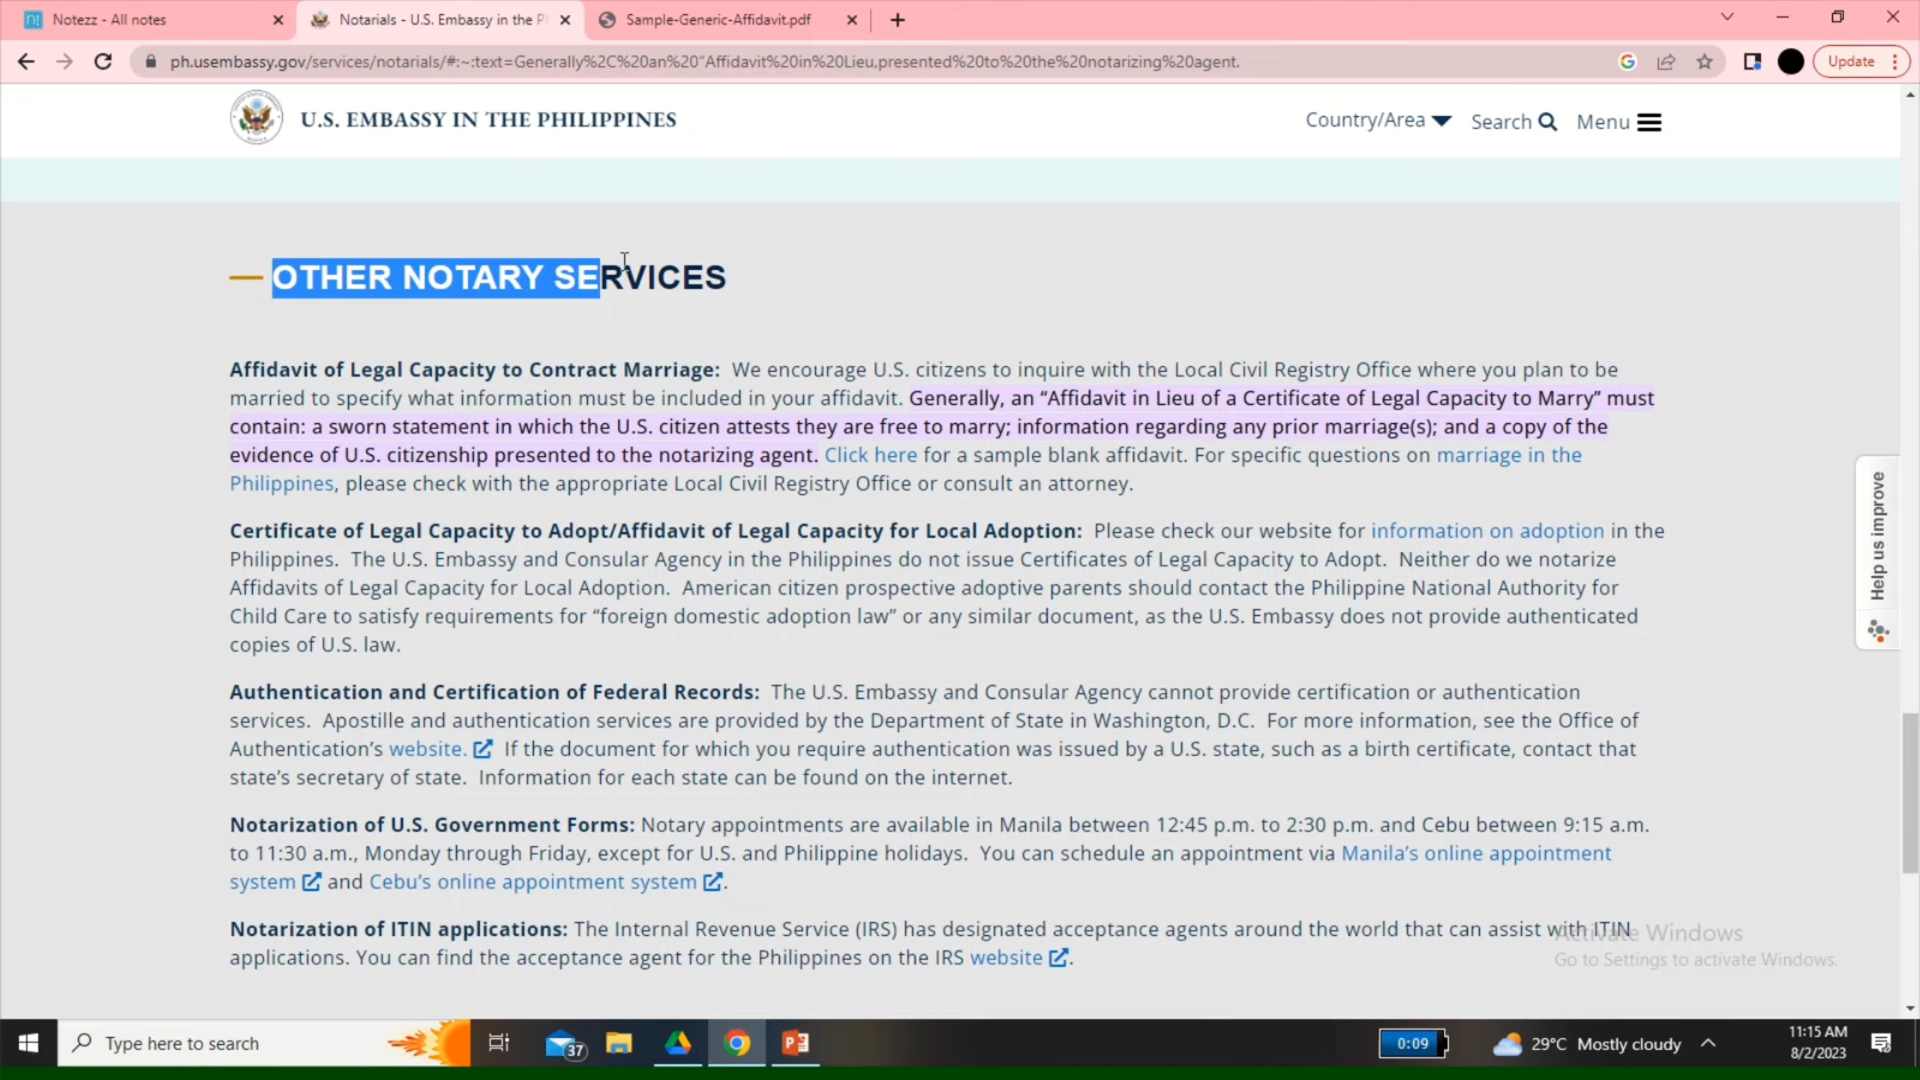 Notezz - All notes
Notarials - U.S. Embassy in the P
Sample-Generic-Affidavit.pdf
ph.usembassy.gov/services/notarials/#:~:text=Generally%2C%20an%20“Affidavit%20in%20Lieu,presented%20to%20the%20notarizing%20agent.
Update
U.S. EMBASSY IN THE PHILIPPINES
Country/Area
Search
Menu
OTHER NOTARY SERVICES
Affidavit of Legal Capacity to Contract Marriage: We encourage U.S. citizens to inquire with the Local Civil Registry Office where you plan to be
married to specify what information must be included in your affidavit. Generally, an “Affidavit in Lieu of a Certificate of Legal Capacity to Marry” must
contain: a sworn statement in which the U.S. citizen attests they are free to marry; information regarding any prior marriage(s); and a copy of the
evidence of U.S. citizenship presented to the notarizing agent. Click here for a sample blank affidavit. For specific questions on marriage in the
Philippines, please check with the appropriate Local Civil Registry Office or consult an attorney.
Certificate of Legal Capacity to Adopt/Affidavit of Legal Capacity for Local Adoption: Please check our website for information on adoption in the
Philippines. The U.S. Embassy and Consular Agency in the Philippines do not issue Certificates of Legal Capacity to Adopt. Neither do we notarize
Affidavits of Legal Capacity for Local Adoption. American citizen prospective adoptive parents should contact the Philippine National Authority for
Child Care to satisfy requirements for “foreign domestic adoption law” or any similar document, as the U.S. Embassy does not provide authenticated
copies of U.S. law.
Authentication and Certification of Federal Records: The U.S. Embassy and Consular Agency cannot provide certification or authentication
services. Apostille and authentication services are provided by the Department of State in Washington, D.C. For more information, see the Office of
Authentication’s website. If the document for which you require authentication was issued by a U.S. state, such as a birth certificate, contact that
state’s secretary of state. Information for each state can be found on the internet.
Notarization of U.S. Government Forms: Notary appointments are available in Manila between 12:45 p.m. to 2:30 p.m. and Cebu between 9:15 a.m.
to 11:30 a.m., Monday through Friday, except for U.S. and Philippine holidays. You can schedule an appointment via Manila’s online appointment
system and Cebu’s online appointment system.
Notarization of ITIN applications: The Internal Revenue Service (IRS) has designated acceptance agents around the world that can assist with ITIN
applications. You can find the acceptance agent for the Philippines on the IRS website.
Help us improve
Activate Windows
Go to Settings to activate Windows.
Type here to search
37
0:09
29°C Mostly cloudy
11:15 AM
8/2/2023